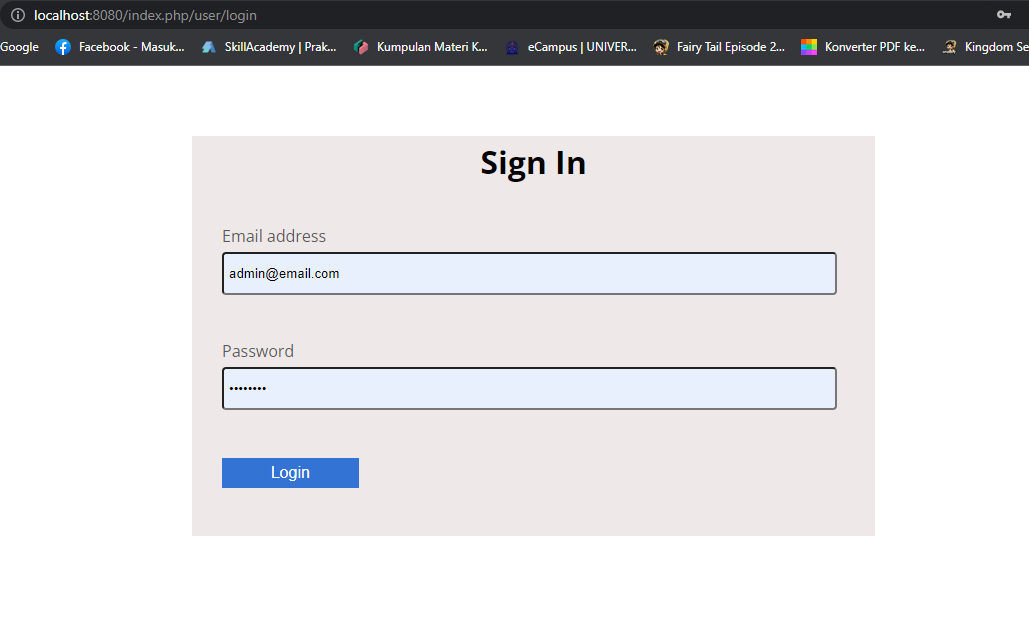 localhost:8080/index.php/user/login
Google Facebook - Masuk... SkillAcademy | Prak... Kumpulan Materi K... eCampus | UNIVER... Fairy Tail Episode 2... Konverter PDF ke... Kingdom Se
Sign In
Email address
admin@email.com
Password
••••••••
Login